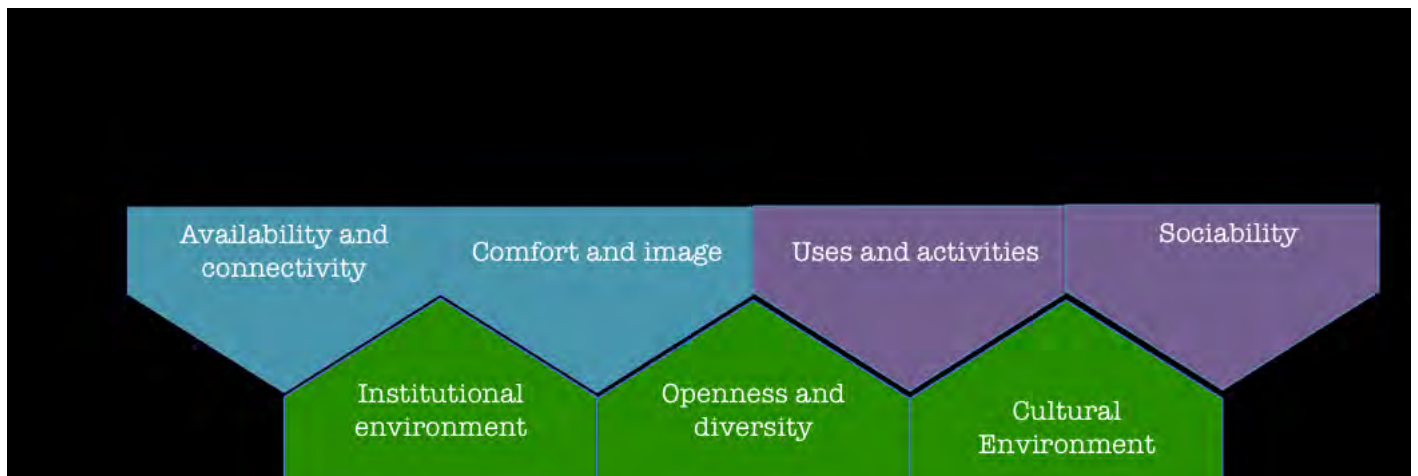 Availability and
connectivity
Comfort and image
Uses and activities
Sociability
Institutional
environment
Openness and
diversity
Cultural
Environment